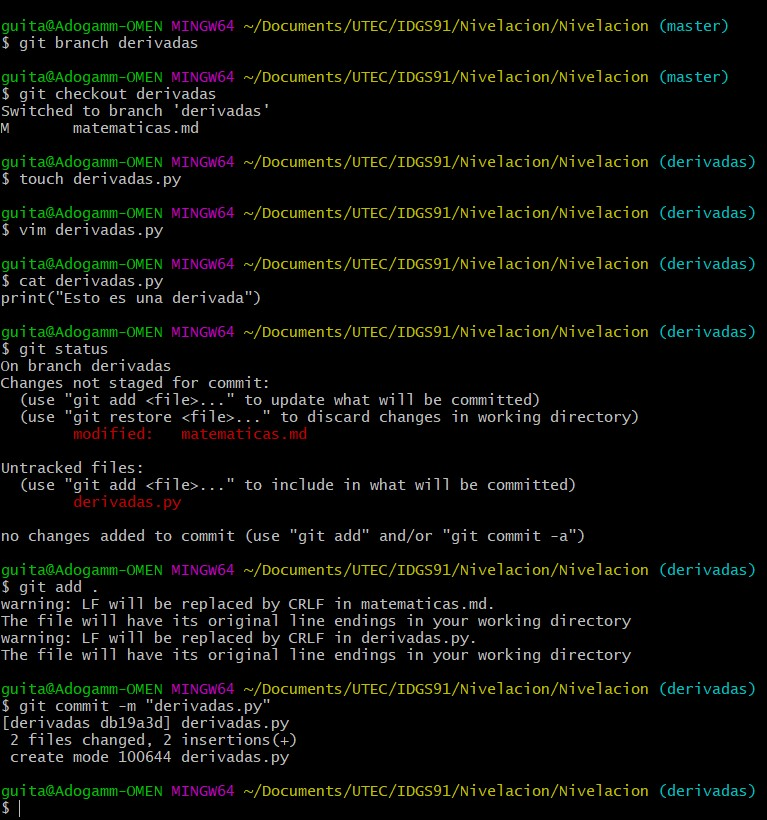 guita@Adogamm-OMEN MINGW64 ~/Documents/UTEC/IDGS91/Nivelacion/Nivelacion (master)
$ git branch derivadas
guita@Adogamm-OMEN MINGW64 ~/Documents/UTEC/IDGS91/Nivelacion/Nivelacion (master)
$ git checkout derivadas
Switched to branch 'derivadas'
M       matematicas.md
guita@Adogamm-OMEN MINGW64 ~/Documents/UTEC/IDGS91/Nivelacion/Nivelacion (derivadas)
$ touch derivadas.py
guita@Adogamm-OMEN MINGW64 ~/Documents/UTEC/IDGS91/Nivelacion/Nivelacion (derivadas)
$ vim derivadas.py
guita@Adogamm-OMEN MINGW64 ~/Documents/UTEC/IDGS91/Nivelacion/Nivelacion (derivadas)
$ cat derivadas.py
print("Esto es una derivada")
guita@Adogamm-OMEN MINGW64 ~/Documents/UTEC/IDGS91/Nivelacion/Nivelacion (derivadas)
$ git status
On branch derivadas
Changes not staged for commit:
  (use "git add <file>..." to update what will be committed)
  (use "git restore <file>..." to discard changes in working directory)
        modified:   matematicas.md
Untracked files:
  (use "git add <file>..." to include in what will be committed)
        derivadas.py
no changes added to commit (use "git add" and/or "git commit -a")
guita@Adogamm-OMEN MINGW64 ~/Documents/UTEC/IDGS91/Nivelacion/Nivelacion (derivadas)
$ git add .
warning: LF will be replaced by CRLF in matematicas.md.
The file will have its original line endings in your working directory
warning: LF will be replaced by CRLF in derivadas.py.
The file will have its original line endings in your working directory
guita@Adogamm-OMEN MINGW64 ~/Documents/UTEC/IDGS91/Nivelacion/Nivelacion (derivadas)
$ git commit -m "derivadas.py"
[derivadas db19a3d] derivadas.py
 2 files changed, 2 insertions(+)
 create mode 100644 derivadas.py
guita@Adogamm-OMEN MINGW64 ~/Documents/UTEC/IDGS91/Nivelacion/Nivelacion (derivadas)
$